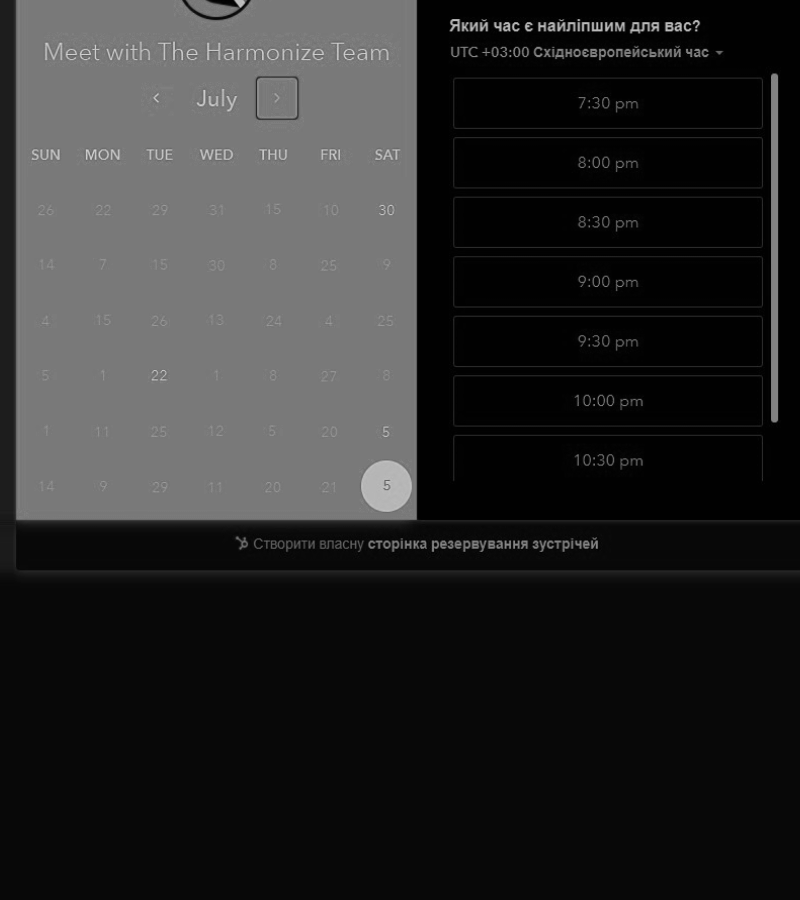 Meet with The Harmonize Team
July
SUN MON TUE WED THU FRI SAT
26 22 29 31 15 10 30
14 7 15 30 8 25 9
4 15 26 13 24 4 25
5 1 22 1 8 27 8
1 11 25 12 5 20 5
14 9 29 11 20 21 5
Який час є найліпшим для вас?
UTC +03:00 Східноєвропейський час
7:30 pm
8:00 pm
8:30 pm
9:00 pm
9:30 pm
10:00 pm
10:30 pm
Створити власну сторінка резервування зустрічей